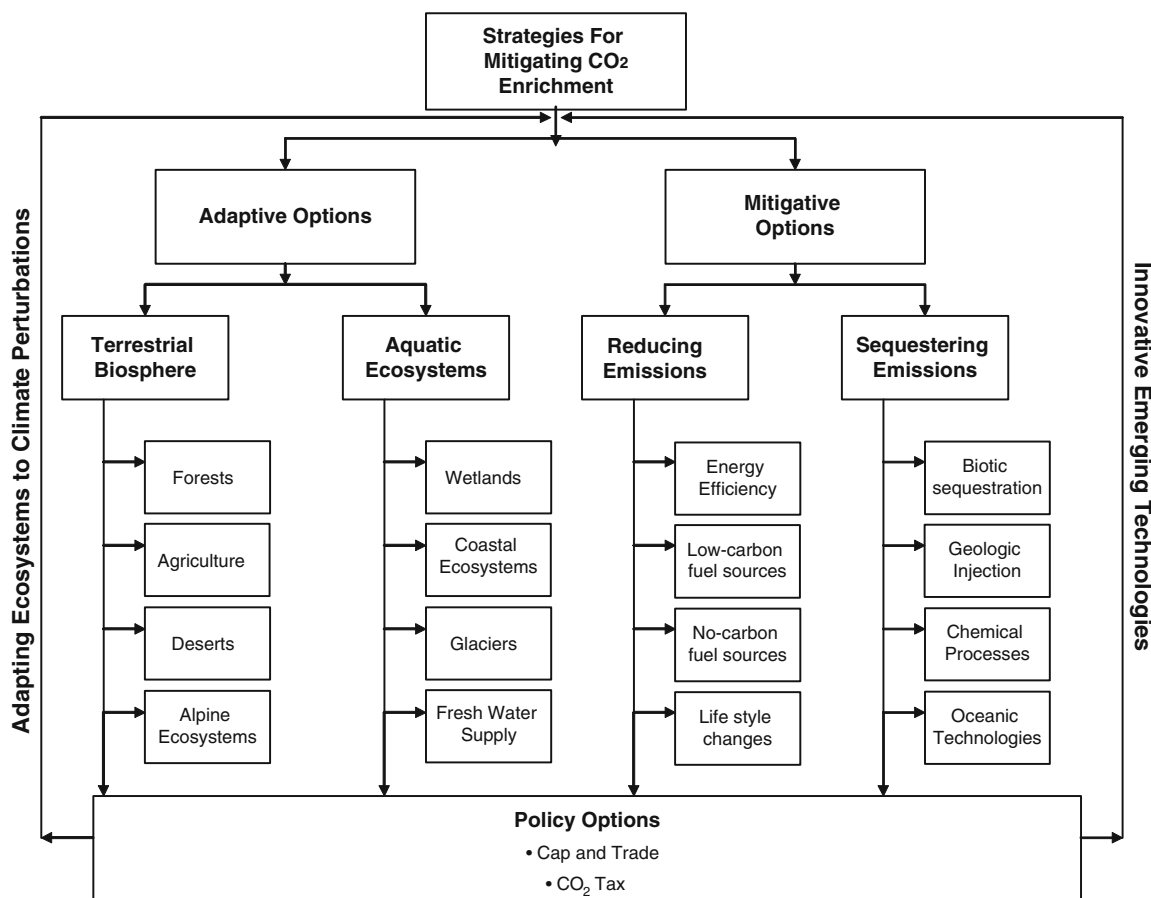 Strategies For
Mitigating CO₂
Enrichment
Adaptive Options
Mitigative
Options
Terrestrial
Biosphere
Aquatic
Ecosystems
Reducing
Emissions
Sequestering
Emissions
Forests
Agriculture
Deserts
Alpine
Ecosystems
Wetlands
Coastal
Ecosystems
Glaciers
Fresh Water
Supply
Energy
Efficiency
Low-carbon
fuel sources
No-carbon
fuel sources
Life style
changes
Biotic
sequestration
Geologic
Injection
Chemical
Processes
Oceanic
Technologies
Policy Options
• Cap and Trade
• CO₂ Tax
Adapting Ecosystems to Climate Perturbations
Innovative Emerging Technologies